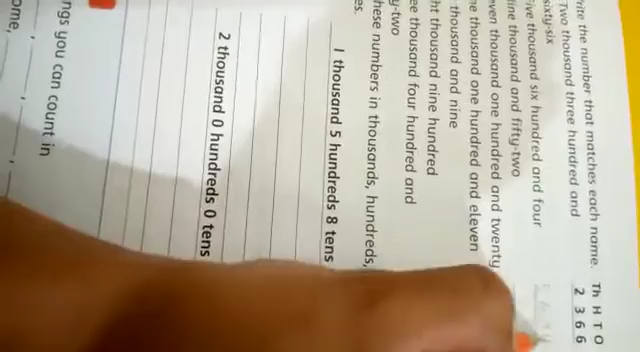 rite the number that matches each name. Th H T O
Two thousand three hundred and 2 3 6 6
sixty-six
ive thousand six hundred and four
ine thousand and fifty-two
even thousand one hundred and twenty
ne thousand one hundred and eleven
thousand and nine
ht thousand nine hundred
ee thousand four hundred and
y-two
hese numbers in thousands, hundreds,
es.
1 thousand 5 hundreds 8 tens
2 thousand 0 hundreds 0 tens
ngs you can count in
ome,